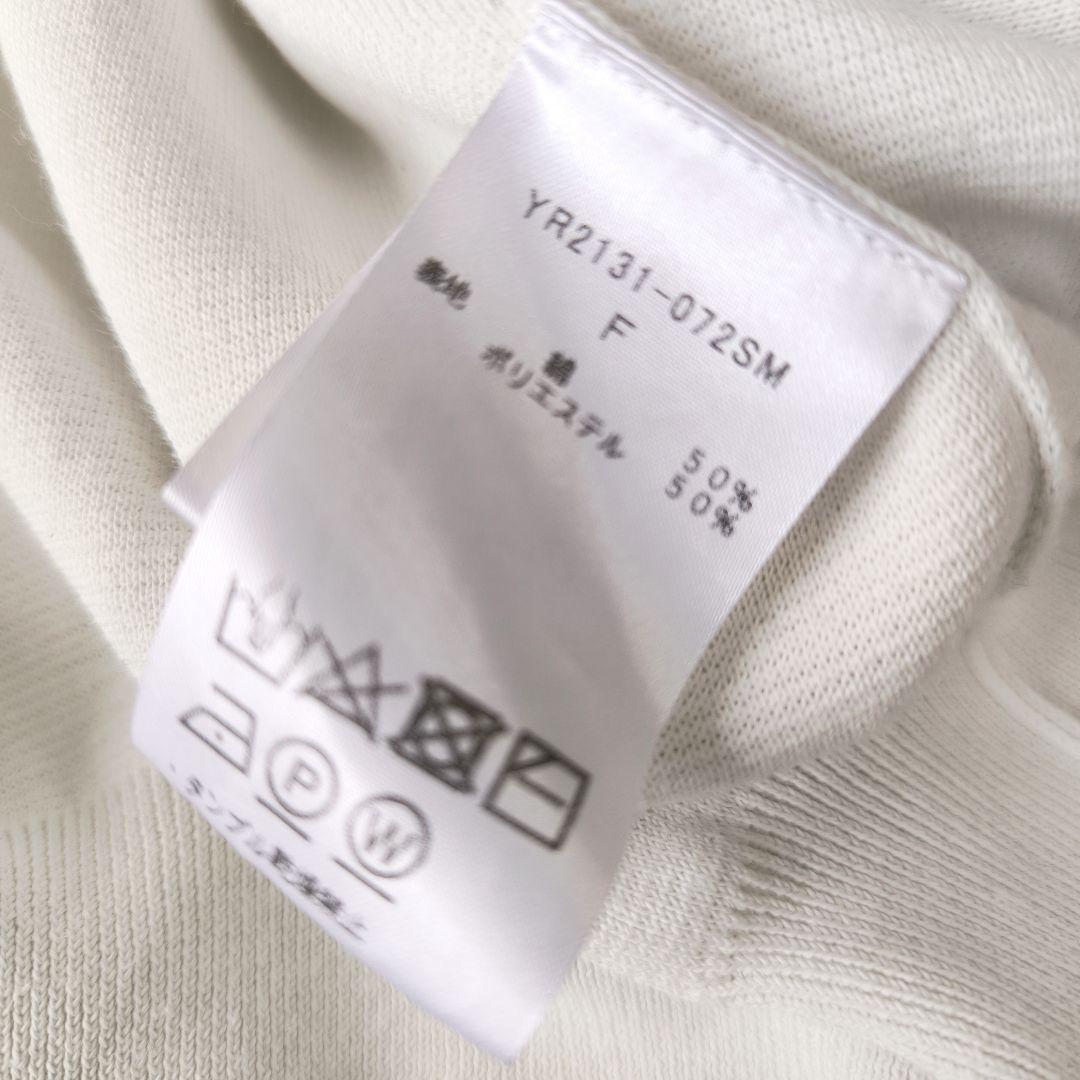 YR2131-072SM
F
表地
綿 50%
ポリエステル 50%
P
W
・タンブル乾燥禁止